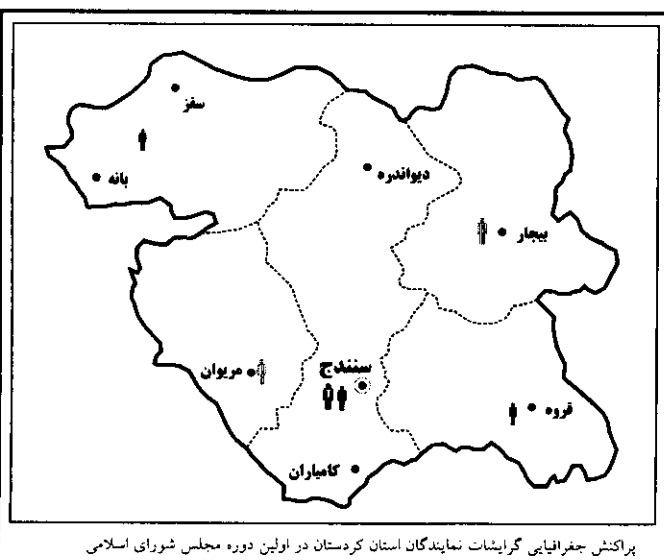 سقز
بانه
دیواندره
بیجار
سنندج
مریوان
قروه
کامیاران
پراکنش جغرافیایی گرایشات نمایندگان استان کردستان در اولین دوره مجلس شورای اسلامی